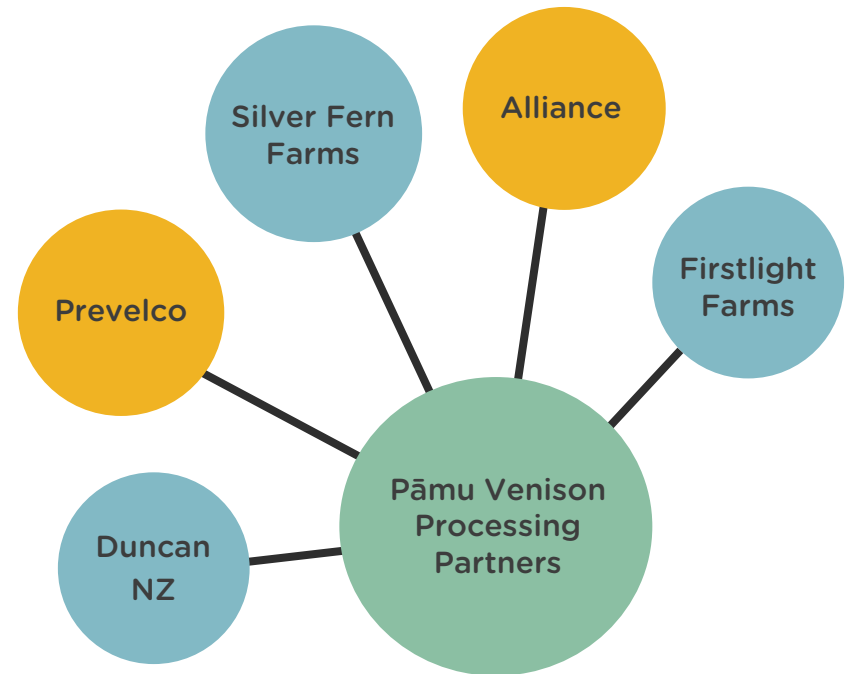 Silver Fern
Farms
Alliance
Firstlight
Farms
Prevelco
Pāmu Venison
Processing
Partners
Duncan
NZ